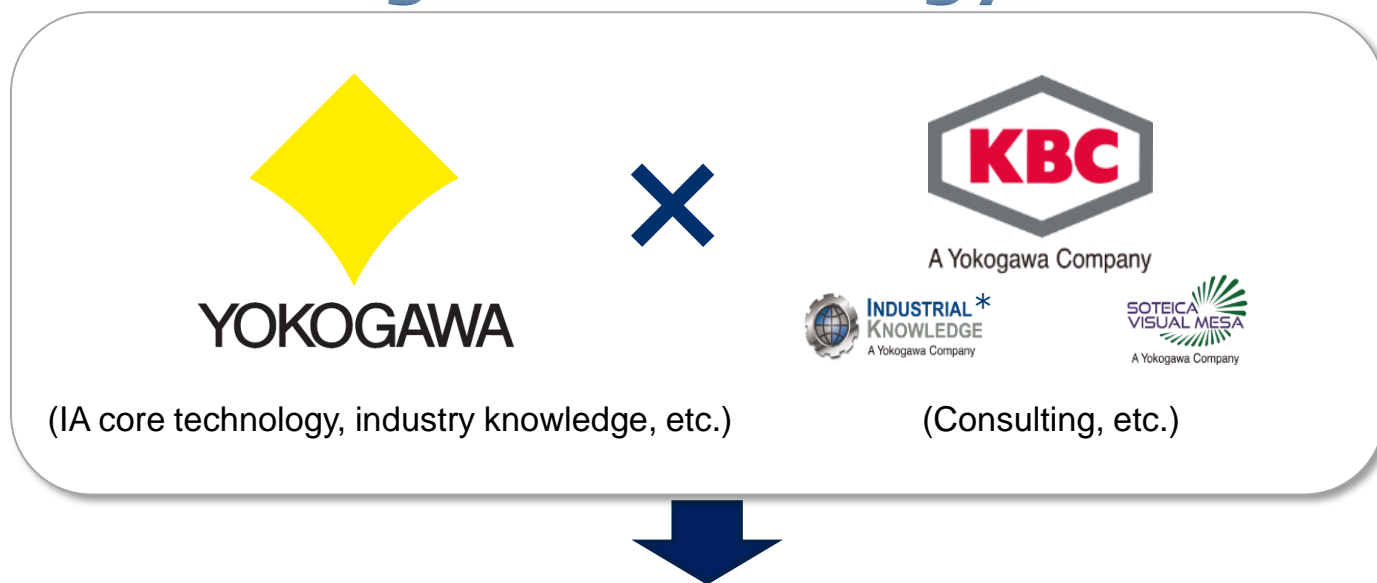 YOKOGAWA
(IA core technology, industry knowledge, etc.)
×
KBC
A Yokogawa Company
INDUSTRIAL *
KNOWLEDGE
A Yokogawa Company
SOTEICA
VISUAL MESA
A Yokogawa Company
(Consulting, etc.)